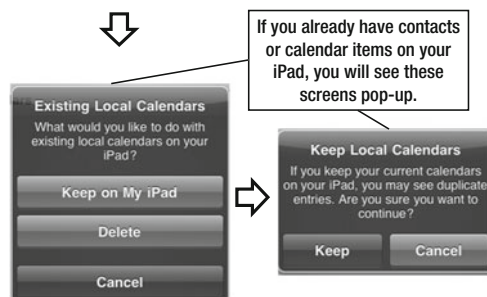 If you already have contacts
or calendar items on your
iPad, you will see these
screens pop-up.
Existing Local Calendars
What would you like to do with
existing local calendars on your
iPad?
Keep on My iPad
Delete
Cancel
Keep Local Calendars
If you keep your current calendars
on your iPad, you may see duplicate
entries. Are you sure you want to
continue?
Keep
Cancel